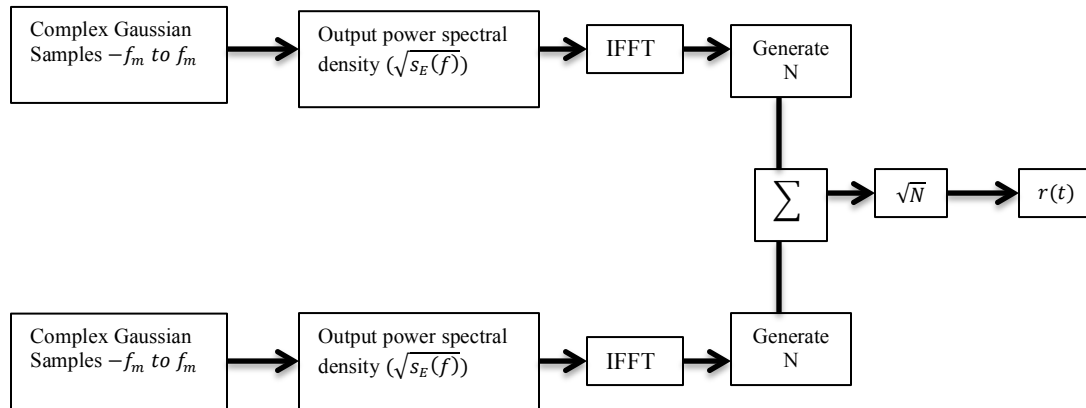 Complex Gaussian
Samples −f_m to f_m
Output power spectral
density (√s_E(f))
IFFT
Generate
N
∑
√N
r(t)
Complex Gaussian
Samples −f_m to f_m
Output power spectral
density (√s_E(f))
IFFT
Generate
N